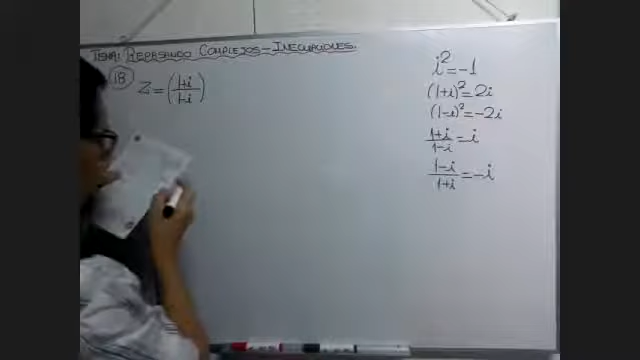 TEMA: REPASANDO COMPLEJOS - INECUACIONES.
18 Z = (1+i / 1-i)
i² = -1
(1+i)² = 2i
(1-i)² = -2i
1+i / 1-i = i
1-i / 1+i = -i